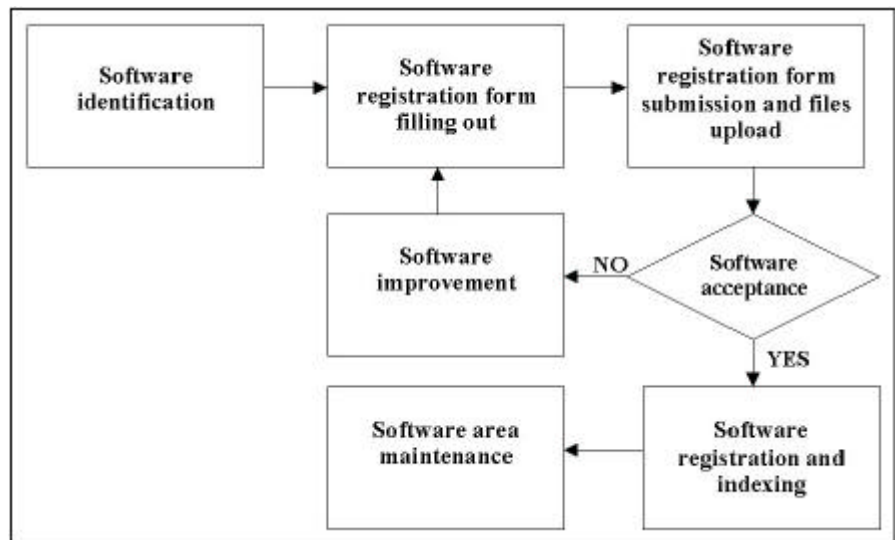 Software
identification
Software
registration form
filling out
Software
registration form
submission and files
upload
Software
improvement
NO
Software
acceptance
YES
Software area
maintenance
Software
registration and
indexing